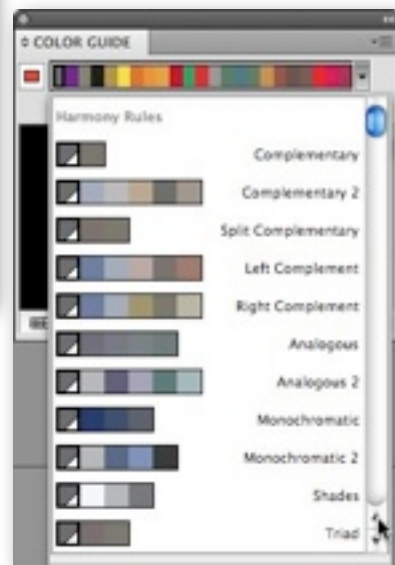 COLOR GUIDE
Harmony Rules
Complementary
Complementary 2
Split Complementary
Left Complement
Right Complement
Analogous
Analogous 2
Monochromatic
Monochromatic 2
Shades
Triad